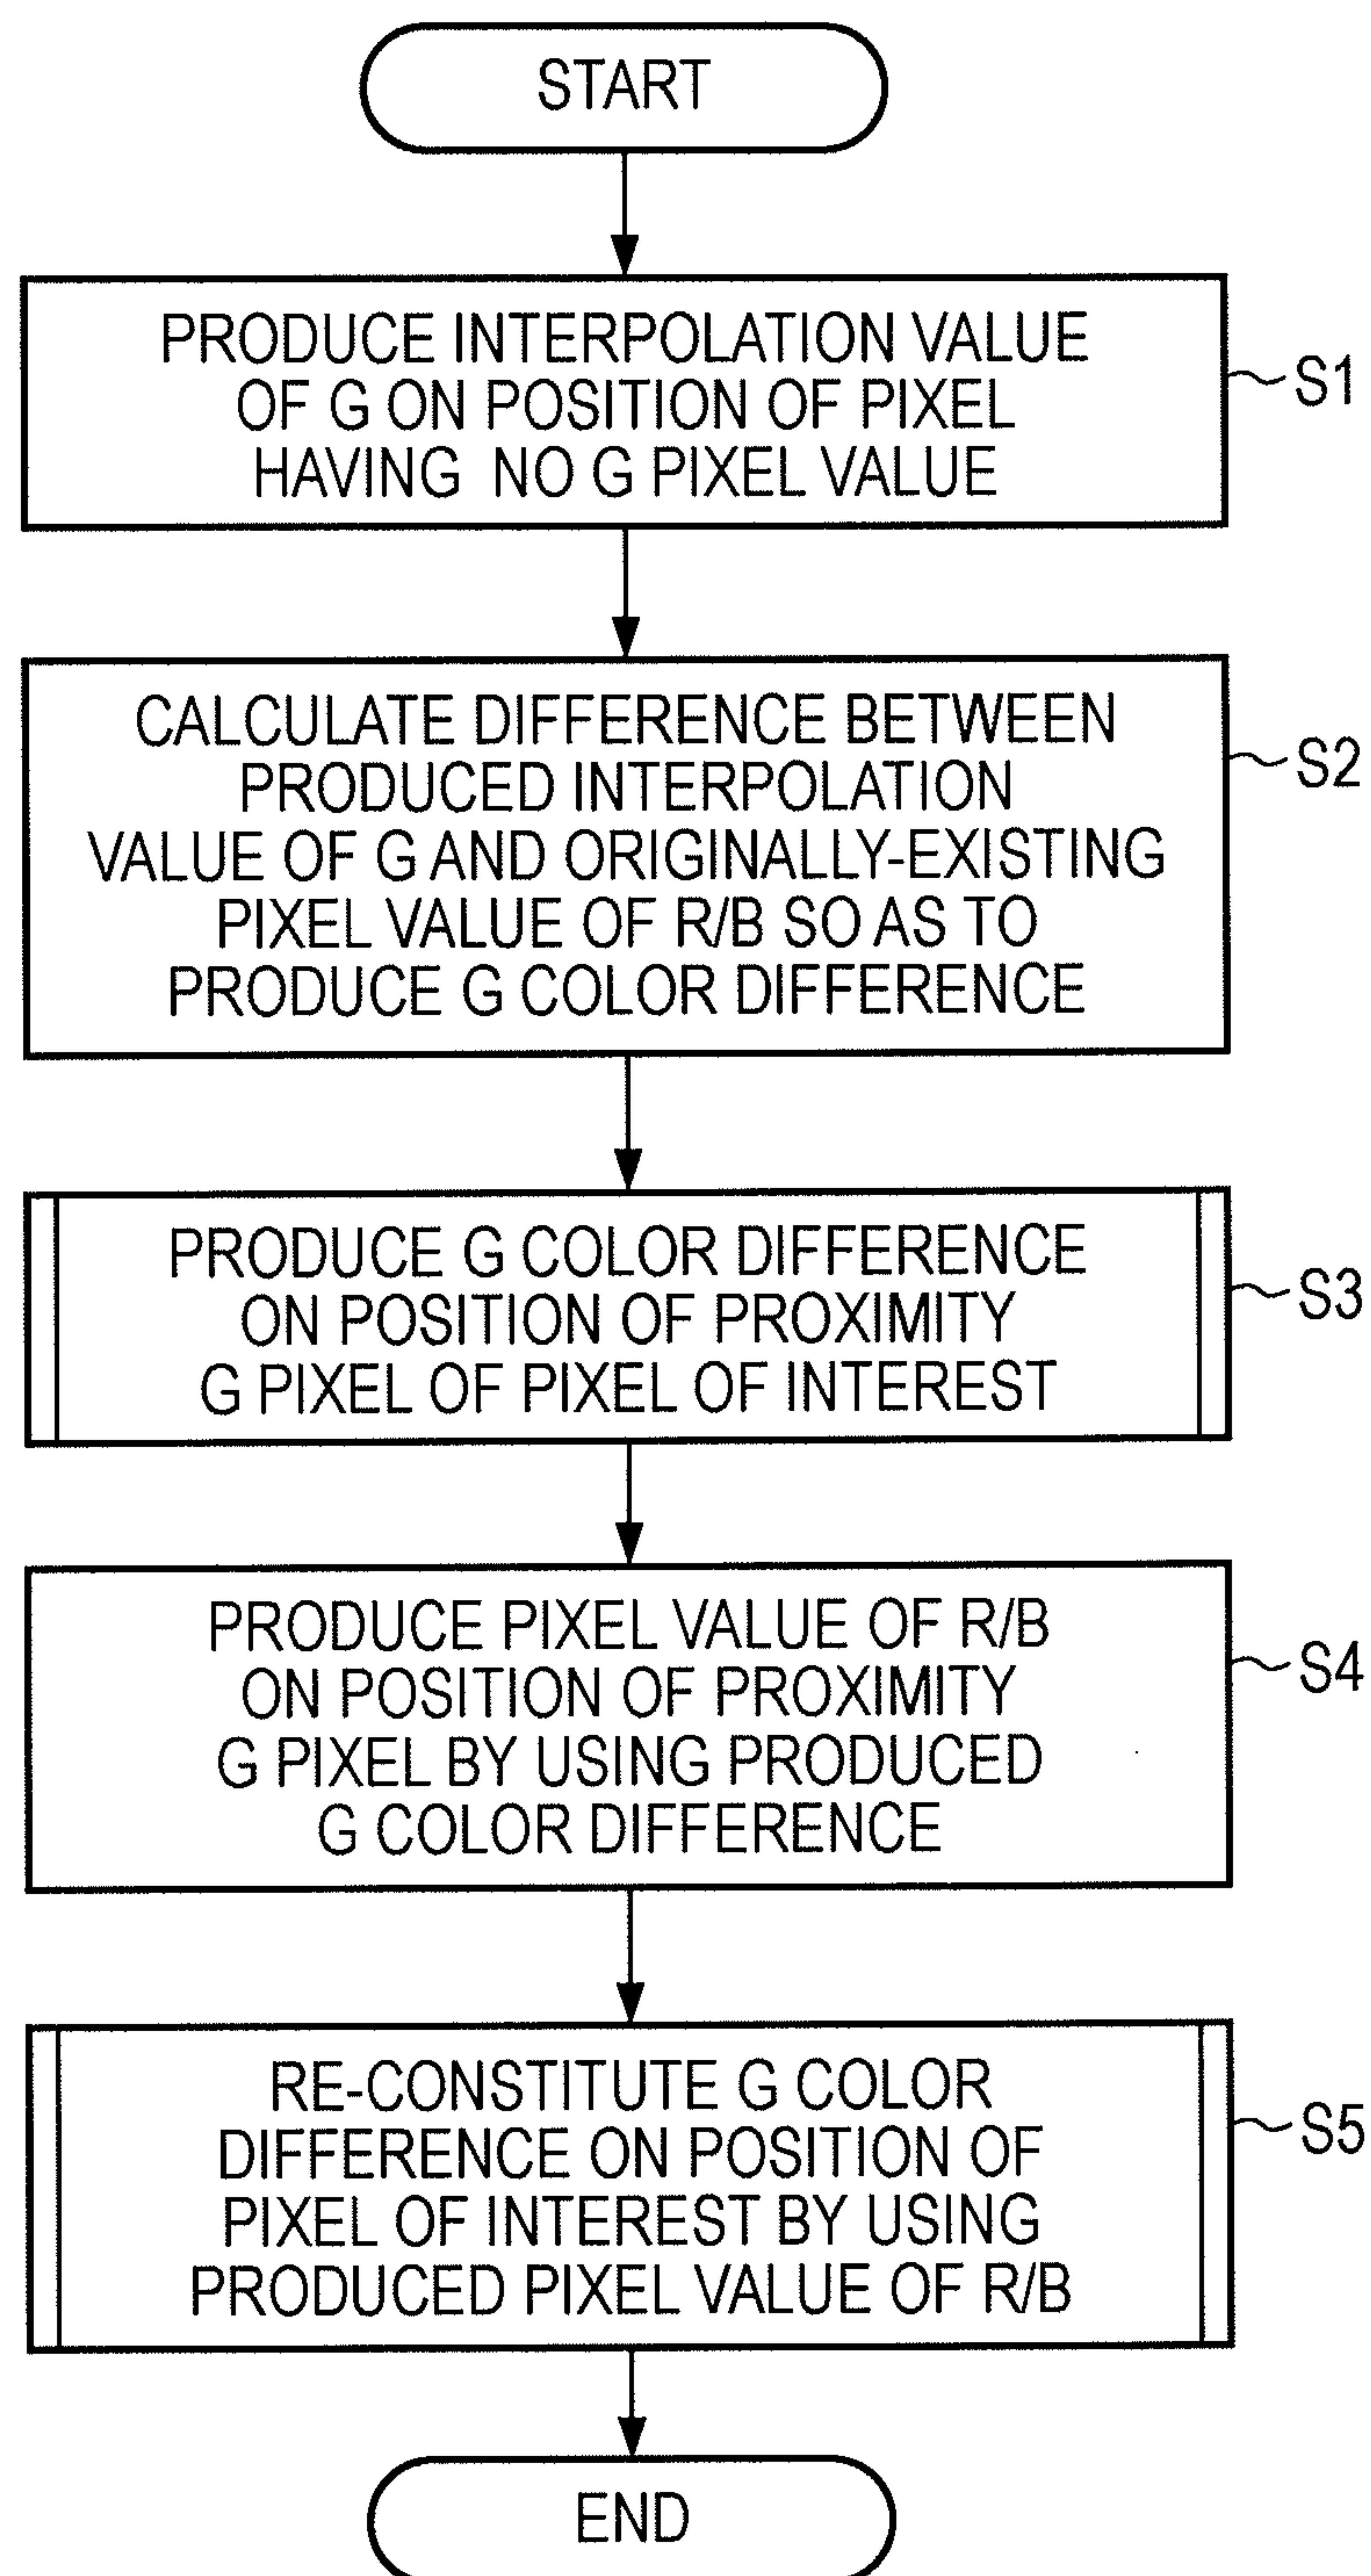 START
PRODUCE INTERPOLATION VALUE
OF G ON POSITION OF PIXEL
HAVING NO G PIXEL VALUE
S1
CALCULATE DIFFERENCE BETWEEN
PRODUCED INTERPOLATION
VALUE OF G AND ORIGINALLY-EXISTING
PIXEL VALUE OF R/B SO AS TO
PRODUCE G COLOR DIFFERENCE
S2
PRODUCE G COLOR DIFFERENCE
ON POSITION OF PROXIMITY
G PIXEL OF PIXEL OF INTEREST
S3
PRODUCE PIXEL VALUE OF R/B
ON POSITION OF PROXIMITY
G PIXEL BY USING PRODUCED
G COLOR DIFFERENCE
S4
RE-CONSTITUTE G COLOR
DIFFERENCE ON POSITION OF
PIXEL OF INTEREST BY USING
PRODUCED PIXEL VALUE OF R/B
S5
END